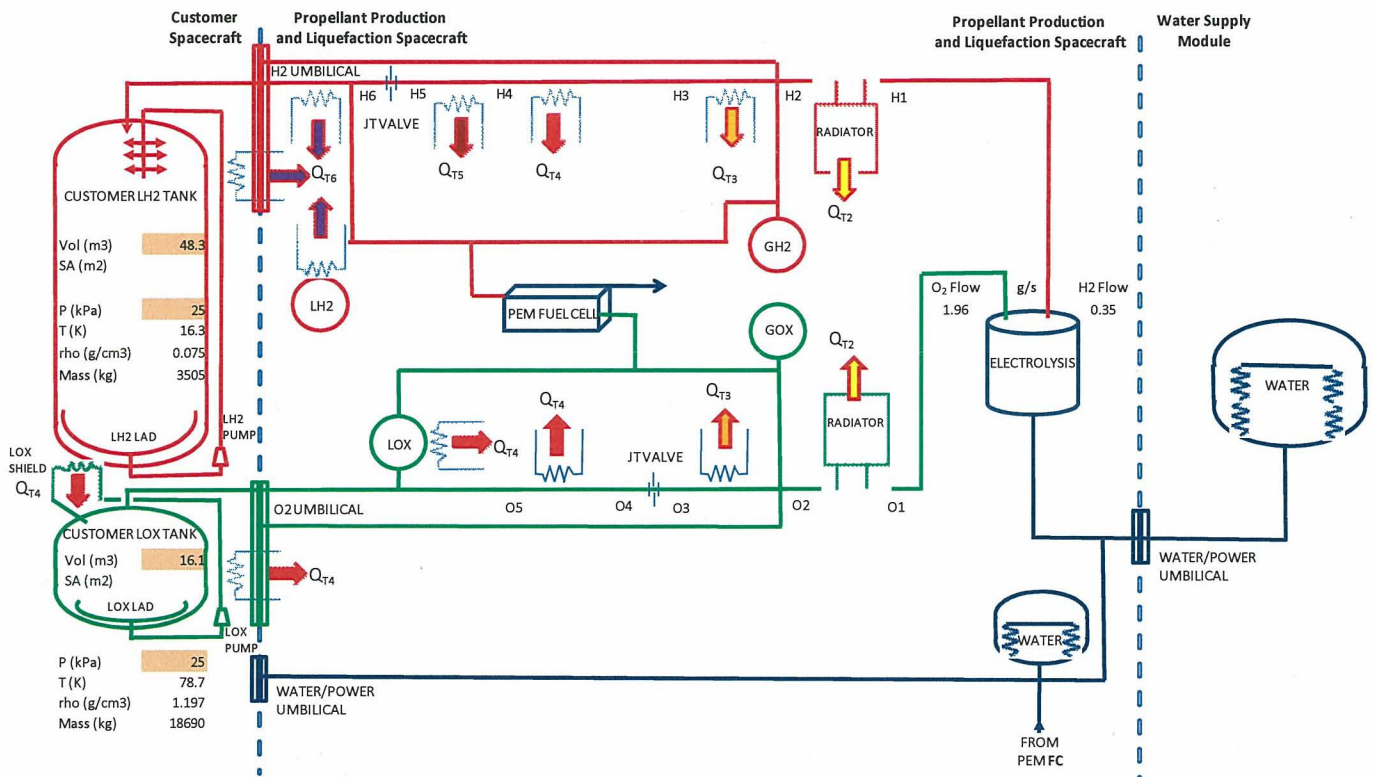 Customer
Spacecraft
Propellant Production
and Liquefaction Spacecraft
Propellant Production
and Liquefaction Spacecraft
Water Supply
Module
H2 UMBILICAL
H6
H5
H4
H3
H2
H1
JT VALVE
RADIATOR
QT6
QT5
QT4
QT3
QT2
CUSTOMER LH2 TANK
Vol (m3) 48.3
SA (m2)
P (kPa) 25
T (K) 16.3
rho (g/cm3) 0.075
Mass (kg) 3505
LH2 LAD
LH2
PUMP
LH2
GH2
PEM FUEL CELL
GOX
O2 Flow g/s H2 Flow
1.96 0.35
ELECTROLYSIS
WATER
QT2
QT4
QT3
RADIATOR
LOX
QT4
JT VALVE
LOX
SHIELD
QT4
O2 UMBILICAL
O5
O4
O3
O2
O1
CUSTOMER LOX TANK
Vol (m3) 16.1
SA (m2)
LOX LAD
LOX
PUMP
QT4
WATER/POWER
UMBILICAL
WATER
P (kPa) 25
T (K) 78.7
rho (g/cm3) 1.197
Mass (kg) 18690
WATER/POWER
UMBILICAL
FROM
PEM FC